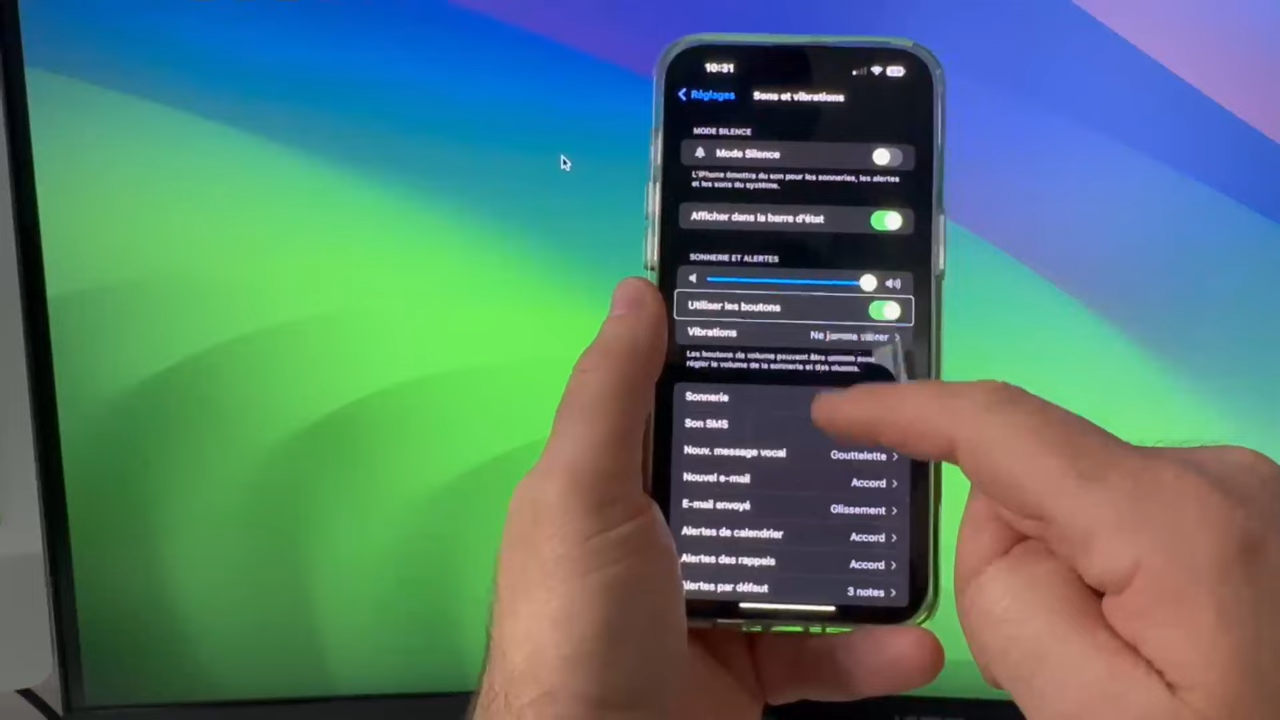 10:31
Réglages
Sons et vibrations
MODE SILENCE
Mode Silence
L'iPhone émettra du son pour les sonneries, les alertes
et les sons du système.
Afficher dans la barre d'état
SONNERIE ET ALERTES
Utiliser les boutons
Vibrations Ne jamais vibrer
Les boutons de volume peuvent être utilisés pour
régler le volume de la sonnerie et des
Sonnerie
Son SMS
Nouv. message vocal Gouttelette
Nouvel e-mail Accord
E-mail envoyé Glissement
Alertes de calendrier Accord
Alertes des rappels Accord
Alertes par défaut 3 notes